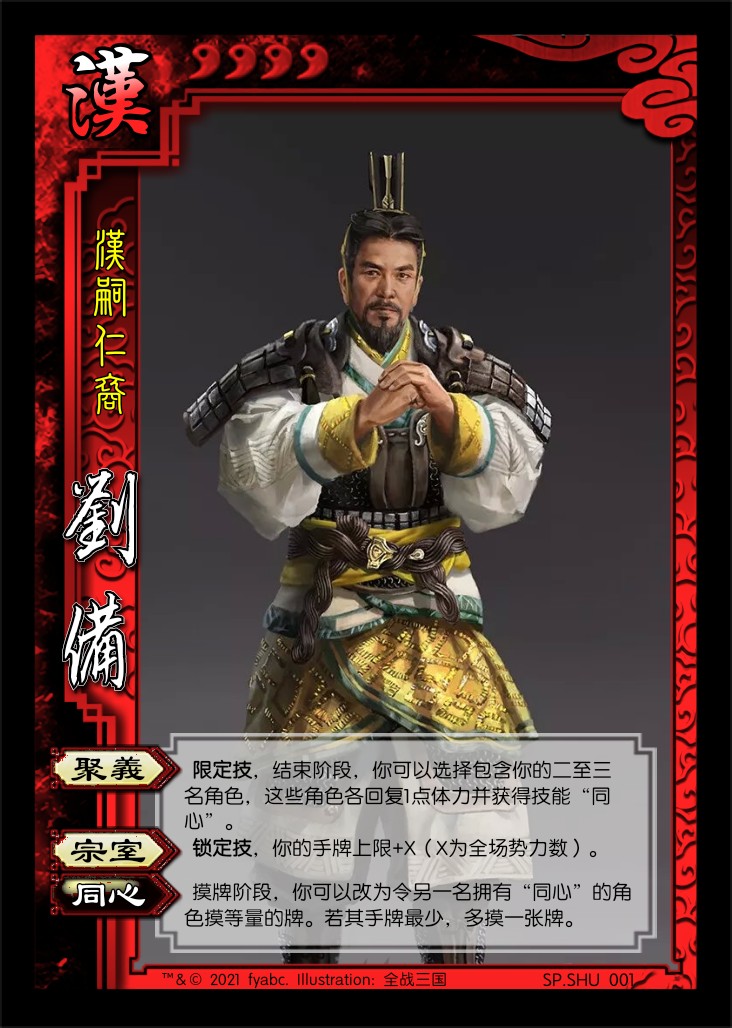 漢
漢嗣仁裔
劉備
聚義
限定技，结束阶段，你可以选择包含你的二至三
名角色，这些角色各回复1点体力并获得技能“同
心”。
宗室
锁定技，你的手牌上限+X（X为全场势力数）。
同心
摸牌阶段，你可以改为令另一名拥有“同心”的角
色摸等量的牌。若其手牌最少，多摸一张牌。
™&© 2021 fyabc. Illustration: 全战三国
SP.SHU 001